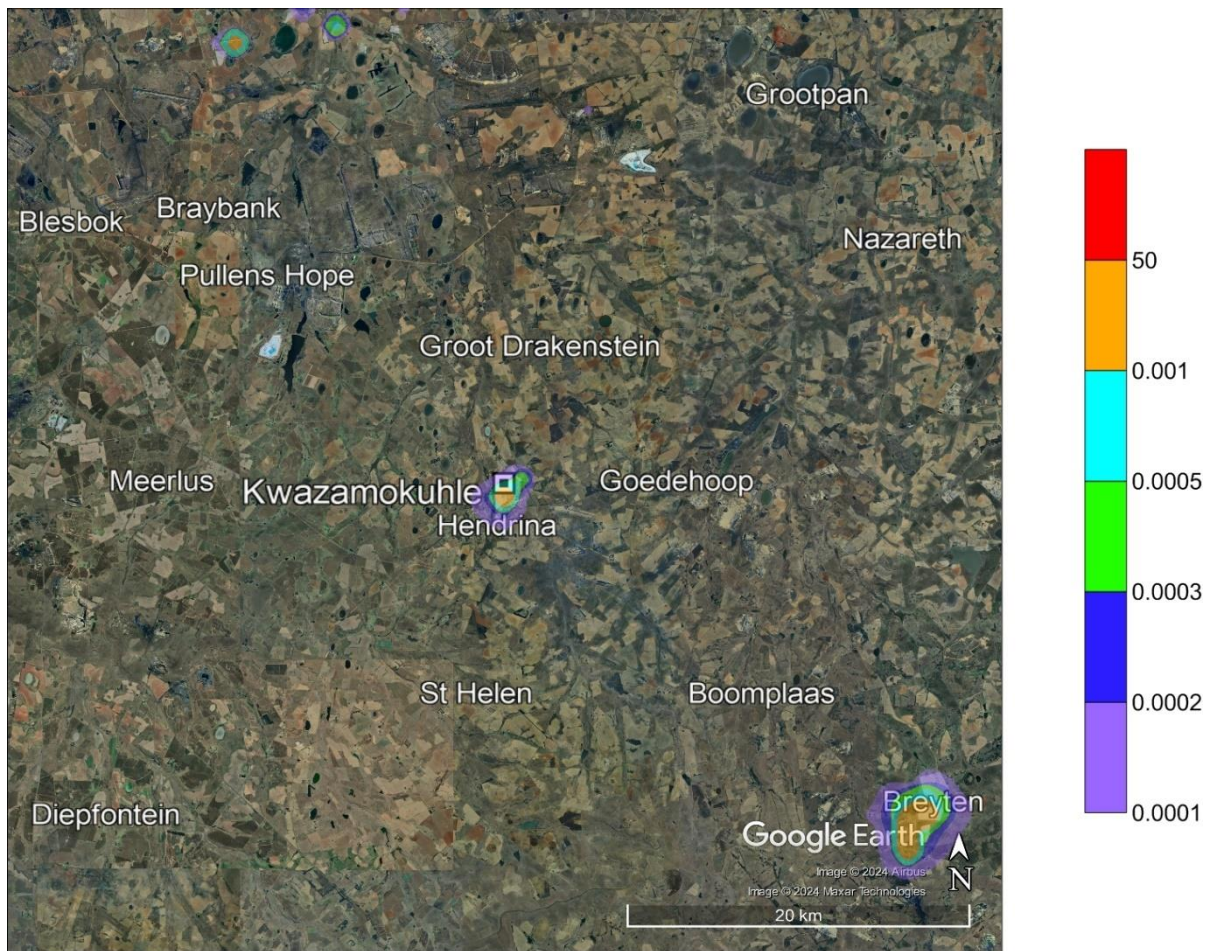 Grootpan
50
Braybank
Blesbok
Nazareth
Pullens Hope
Groot Drakenstein
0.001
Meerlus
Kwazamokuhle
Goedehoop
0.0005
Hendrina
0.0003
St Helen
Boomplaas
0.0002
Breyten
Diepfontein
0.0001
Google Earth
Image © 2024 Airbus
Image © 2024 Maxar Technologies
N
20 km